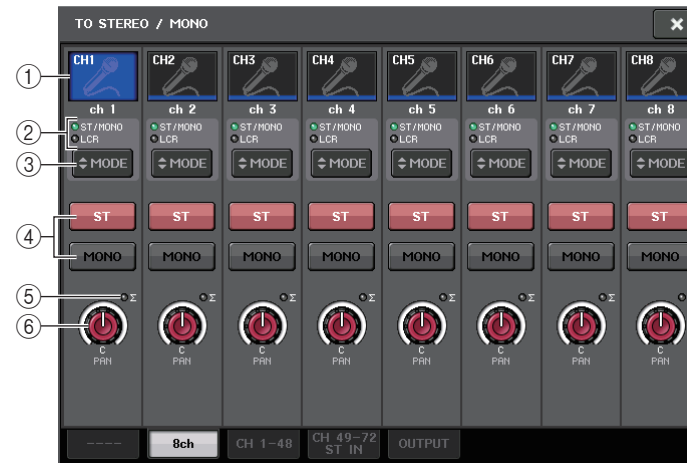 TO STEREO / MONO ×
① CH1 CH2 CH3 CH4 CH5 CH6 CH7 CH8
ch 1 ch 2 ch 3 ch 4 ch 5 ch 6 ch 7 ch 8
② ST/MONO ST/MONO ST/MONO ST/MONO ST/MONO ST/MONO ST/MONO ST/MONO
LCR LCR LCR LCR LCR LCR LCR LCR
③ MODE MODE MODE MODE MODE MODE MODE MODE
④ ST ST ST ST ST ST ST ST
MONO MONO MONO MONO MONO MONO MONO MONO
⑤ Σ Σ Σ Σ Σ Σ Σ
⑥ C C C C C C C C
PAN PAN PAN PAN PAN PAN PAN PAN
---- 8ch CH 1-48 CH 49-72 OUTPUT
ST IN